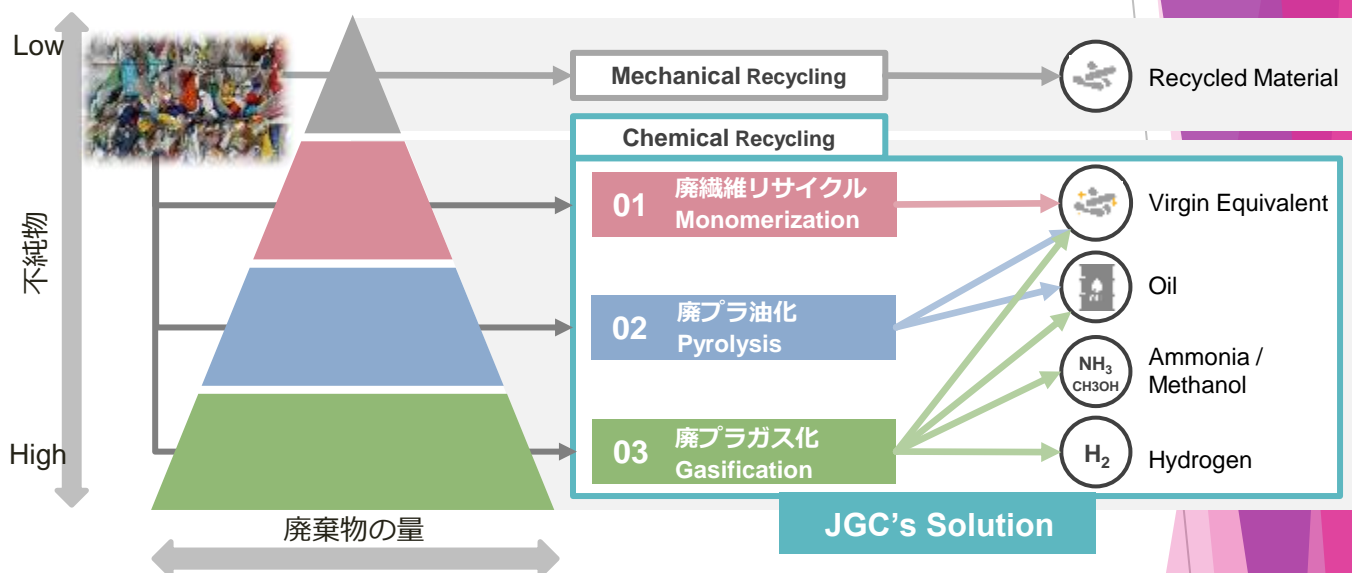 Low
不純物
High
廃棄物の量
Mechanical Recycling
Recycled Material
Chemical Recycling
01
廃繊維リサイクル
Monomerization
02
廃プラ油化
Pyrolysis
03
廃プラガス化
Gasification
Virgin Equivalent
Oil
NH₃
CH3OH
Ammonia /
Methanol
H₂
Hydrogen
JGC's Solution